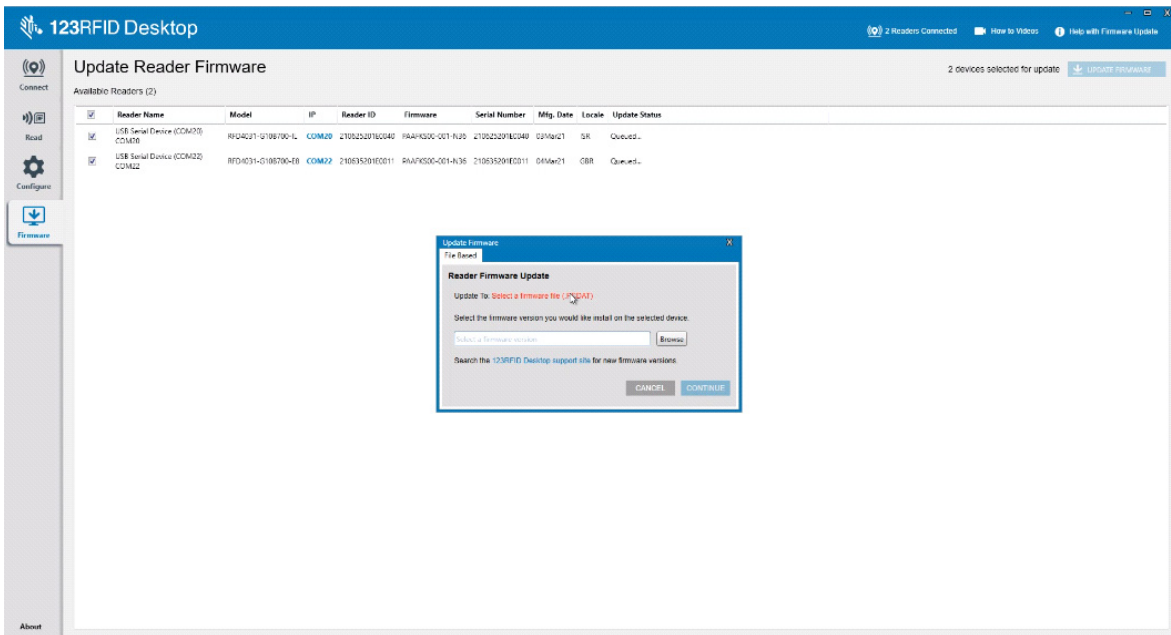 123RFID Desktop
2 Readers Connected How to Videos Help with Firmware Update
Connect
Read
Configure
Firmware
About
Update Reader Firmware
2 devices selected for update UPDATE FIRMWARE
Available Readers (2)
Reader Name Model IP Reader ID Firmware Serial Number Mfg. Date Locale Update Status
USB Serial Device (COM20)
COM20 COM20 PAAFKS00-001-N36 03Mar21 ISR Queued...
USB Serial Device (COM22)
COM22 COM22 PAAFKS00-001-N36 04Mar21 GBR Queued...
Update Firmware X
File Based
Reader Firmware Update
Update To: Select a firmware file
Select the firmware version you would like install on the selected device.
Select a firmware version Browse
Search the 123RFID Desktop support site for new firmware versions.
CANCEL CONTINUE